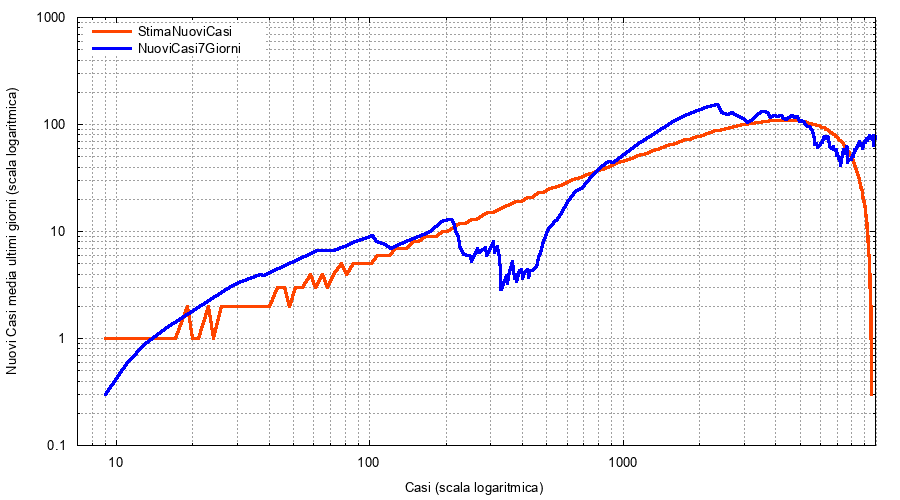 1000
StimaNuoviCasi
NuoviCasi7Giorni
100
10
1
0.1
Nuovi Casi media ultimi giorni (scala logaritmica)
10
100
1000
Casi (scala logaritmica)